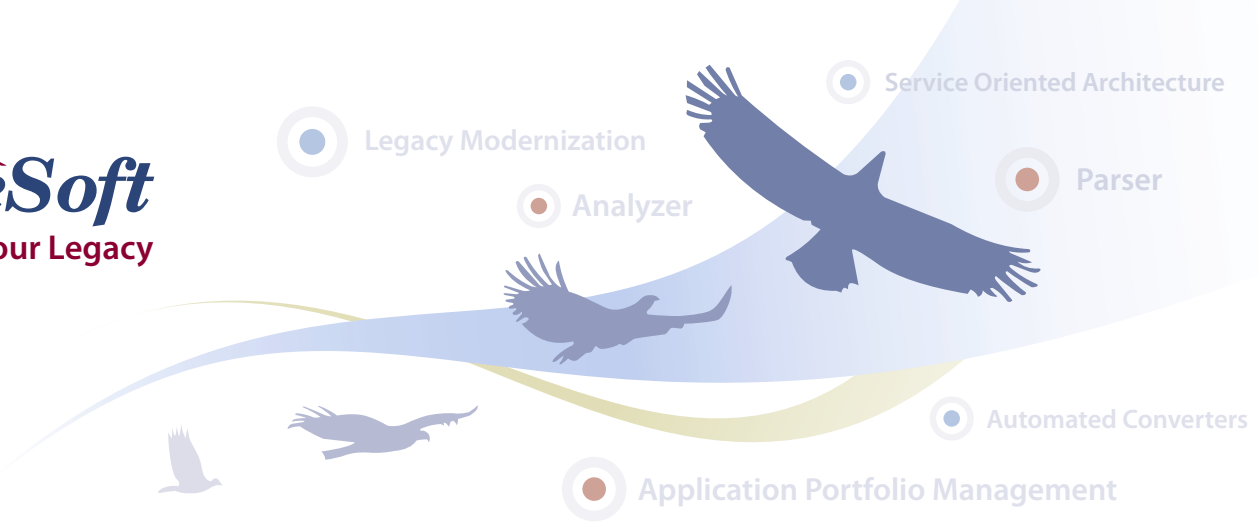 Service Oriented Architecture
Legacy Modernization
Parser
Analyzer
Soft
our Legacy
Automated Converters
Application Portfolio Management